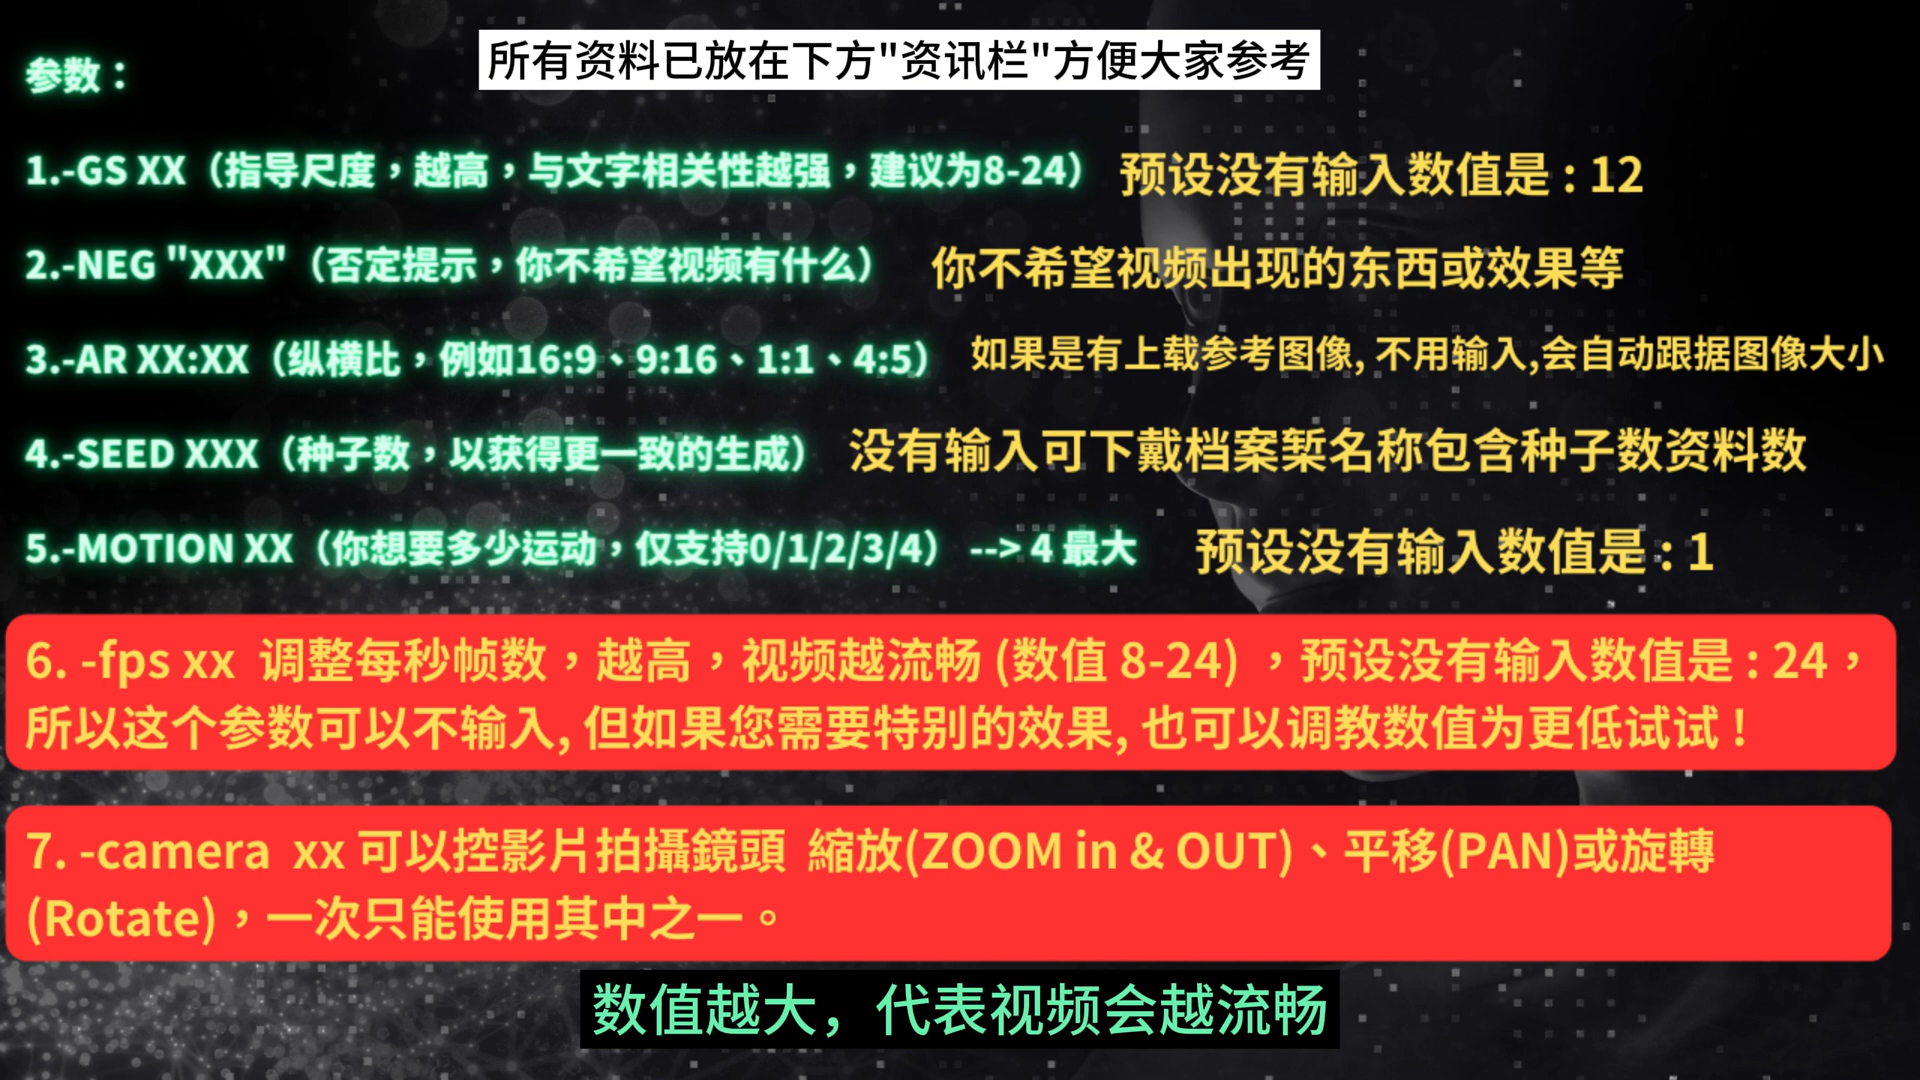 所有资料已放在下方"资讯栏"方便大家参考
参数：
1.-GS XX（指导尺度，越高，与文字相关性越强，建议为8-24） 预设没有输入数值是 : 12
2.-NEG "XXX"（否定提示，你不希望视频有什么） 你不希望视频出现的东西或效果等
3.-AR XX:XX（纵横比，例如16:9、9:16、1:1、4:5） 如果是有上载参考图像, 不用输入,会自动跟据图像大小
4.-SEED XXX（种子数，以获得更一致的生成） 没有输入可下戴档案椠名称包含种子数资料数
5.-MOTION XX（你想要多少运动，仅支持0/1/2/3/4） --> 4 最大 预设没有输入数值是 : 1
6. -fps xx 调整每秒帧数，越高，视频越流畅 (数值 8-24) ，预设没有输入数值是 : 24，
所以这个参数可以不输入, 但如果您需要特别的效果, 也可以调教数值为更低试试！
7. -camera xx 可以控影片拍攝鏡頭 縮放(ZOOM in & OUT)、平移(PAN)或旋轉
(Rotate)，一次只能使用其中之一。
数值越大，代表视频会越流畅